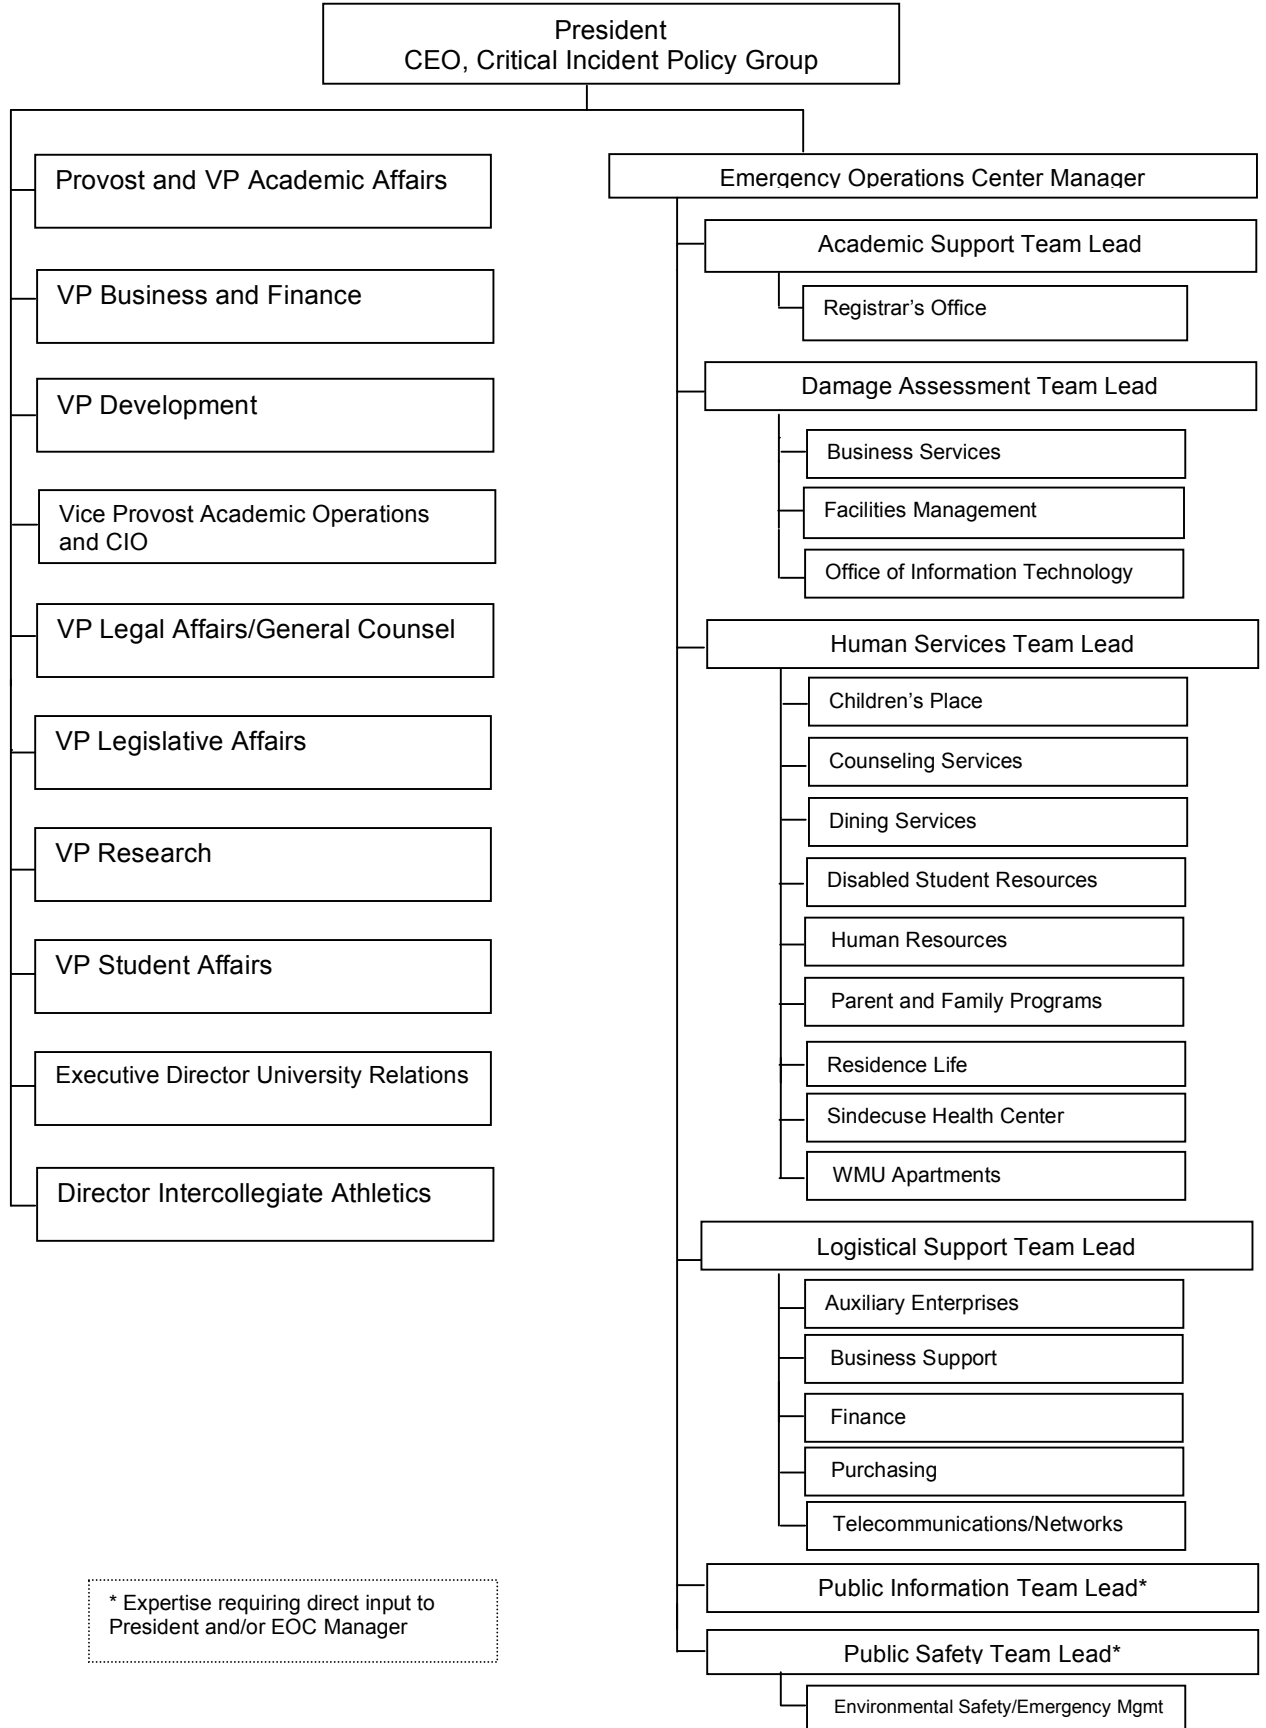 President
CEO, Critical Incident Policy Group
Provost and VP Academic Affairs
VP Business and Finance
VP Development
Vice Provost Academic Operations
and CIO
VP Legal Affairs/General Counsel
VP Legislative Affairs
VP Research
VP Student Affairs
Executive Director University Relations
Director Intercollegiate Athletics
* Expertise requiring direct input to
President and/or EOC Manager
Emergency Operations Center Manager
Academic Support Team Lead
Registrar’s Office
Damage Assessment Team Lead
Business Services
Facilities Management
Office of Information Technology
Human Services Team Lead
Children’s Place
Counseling Services
Dining Services
Disabled Student Resources
Human Resources
Parent and Family Programs
Residence Life
Sindecuse Health Center
WMU Apartments
Logistical Support Team Lead
Auxiliary Enterprises
Business Support
Finance
Purchasing
Telecommunications/Networks
Public Information Team Lead*
Public Safety Team Lead*
Environmental Safety/Emergency Mgmt